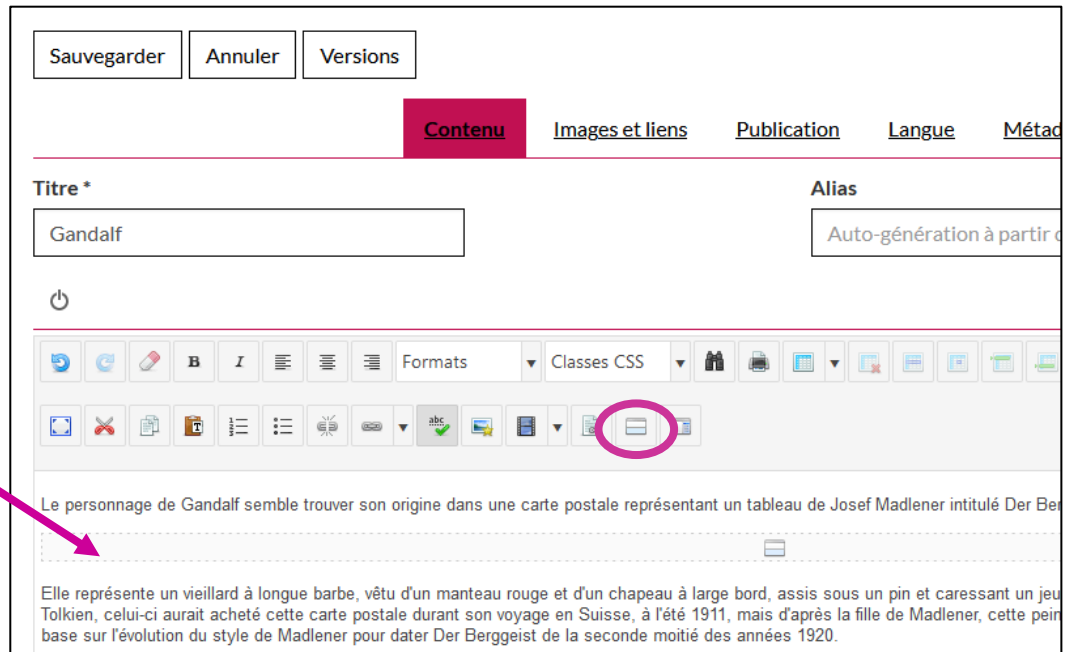 Sauvegarder Annuler Versions
Contenu Images et liens Publication Langue Métad
Titre * Alias
Gandalf Auto-génération à partir
B I Formats Classes CSS
T abc
Le personnage de Gandalf semble trouver son origine dans une carte postale représentant un tableau de Josef Madlener intitulé Der Ber
Elle représente un vieillard à longue barbe, vêtu d'un manteau rouge et d'un chapeau à large bord, assis sous un pin et caressant un jeu
Tolkien, celui-ci aurait acheté cette carte postale durant son voyage en Suisse, à l'été 1911, mais d'après la fille de Madlener, cette pein
base sur l'évolution du style de Madlener pour dater Der Berggeist de la seconde moitié des années 1920.